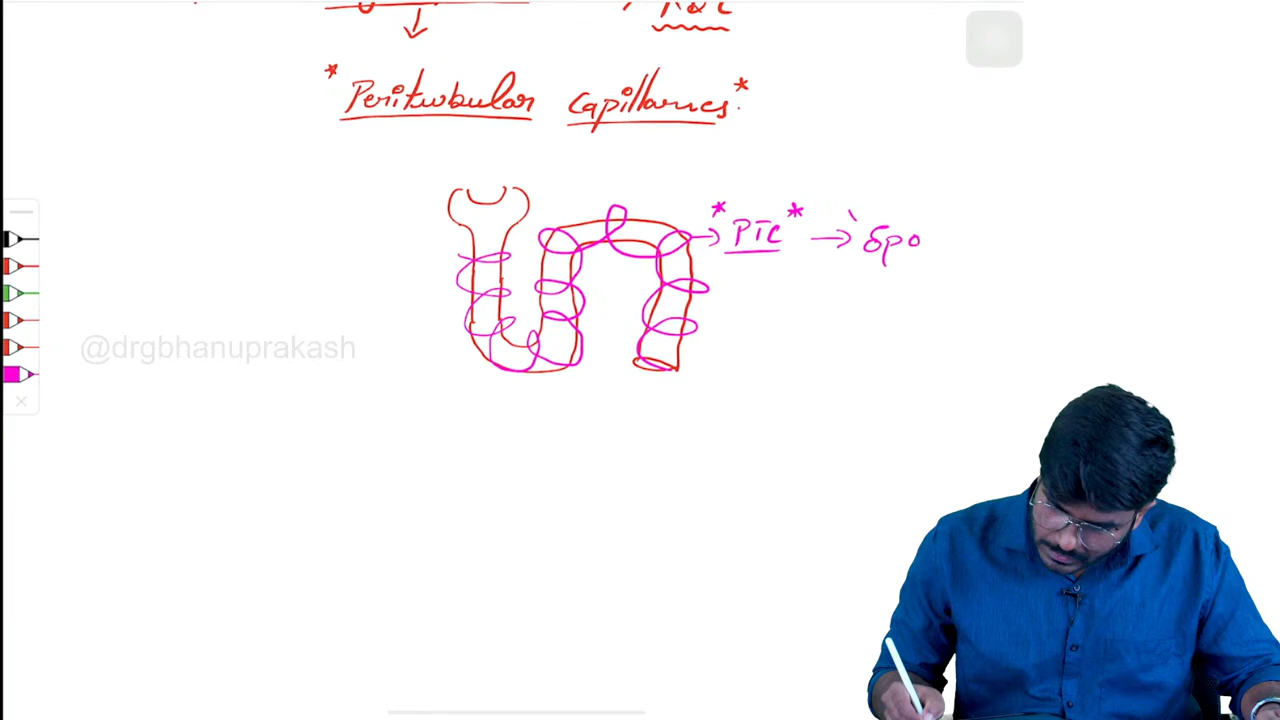 * Peritubular Capillaries *
* PTC * → `Spo
@drgbhanuprakash